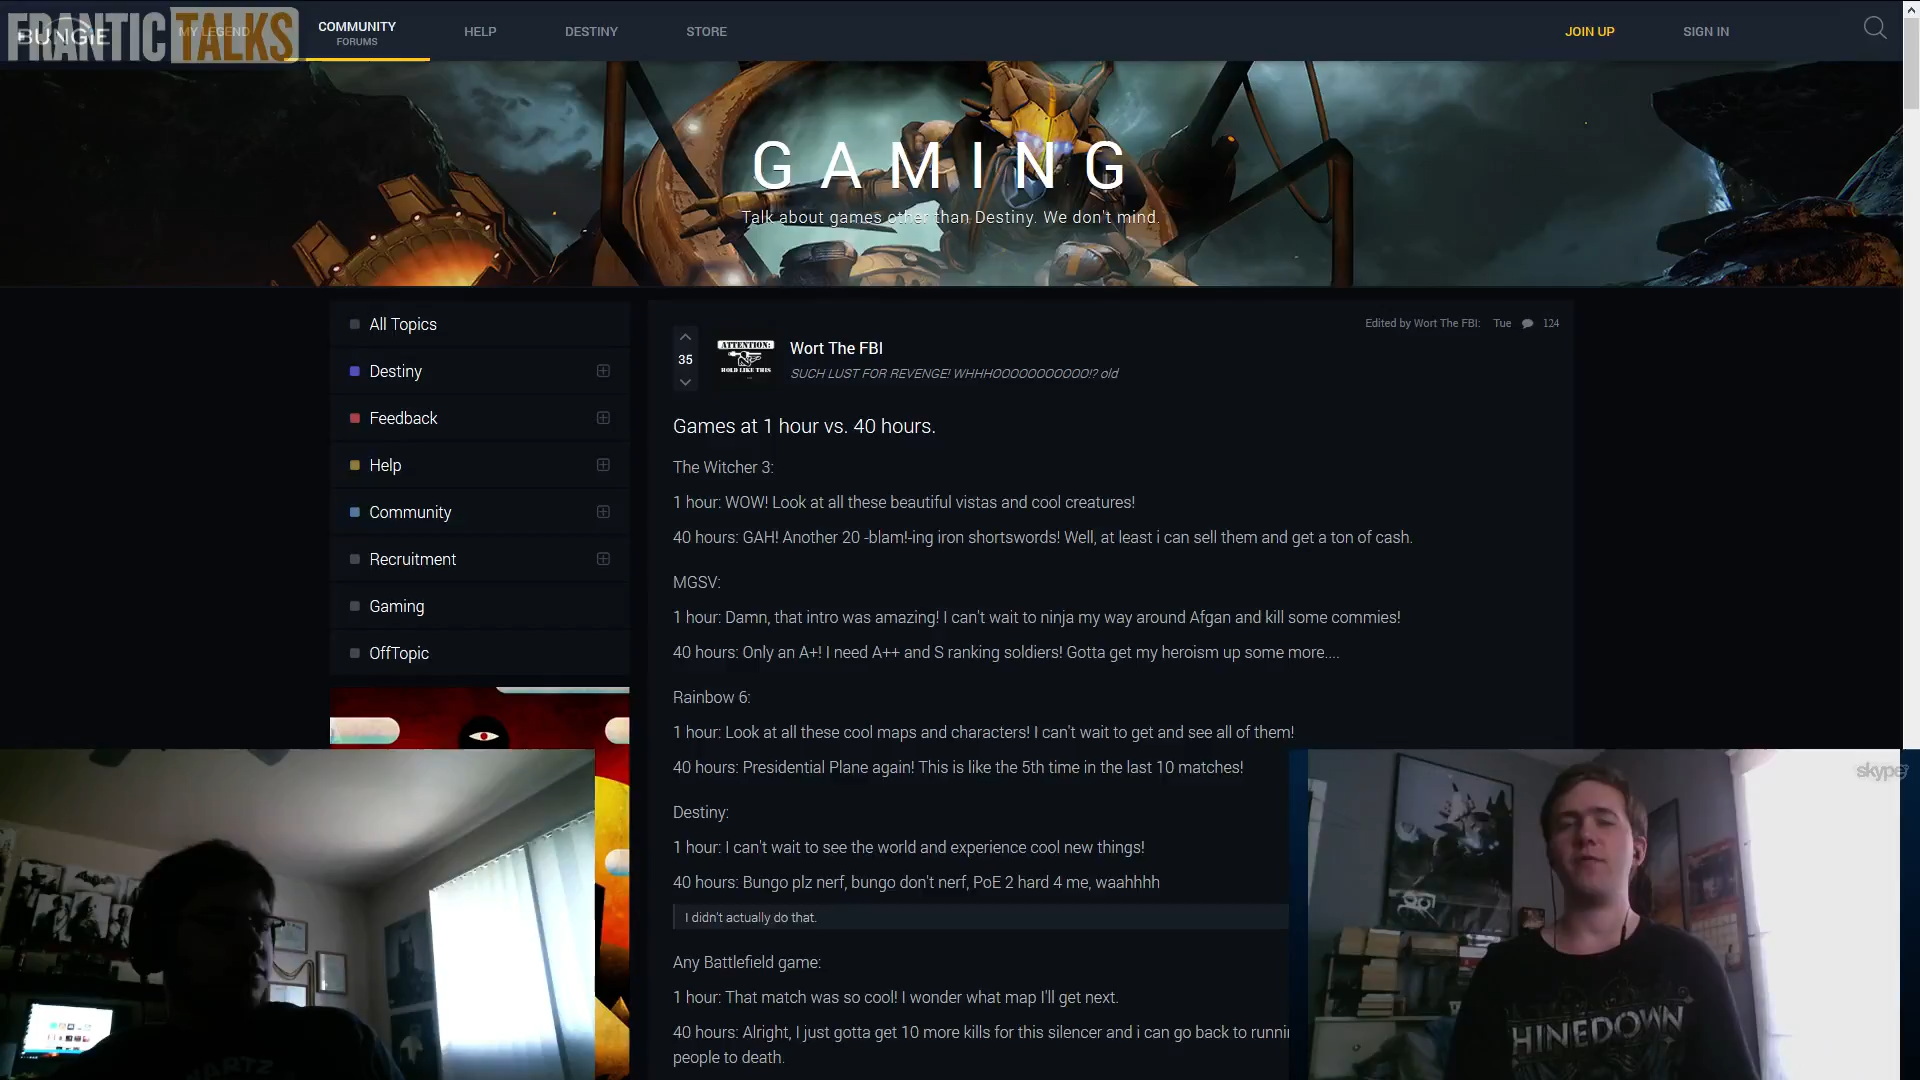 FRANTIC TALKS
BUNGiE
MY LEGEND
COMMUNITY
FORUMS
HELP
DESTINY
STORE
JOIN UP
SIGN IN
GAMING
Talk about games other than Destiny. We don't mind.
All Topics
Destiny
Feedback
Help
Community
Recruitment
Gaming
OffTopic
Edited by Wort The FBI: Tue 124
35
ATTENTION:
HOLD LIKE THIS
Wort The FBI
SUCH LUST FOR REVENGE! WHHHOOOOOOOOOOO!? old
Games at 1 hour vs. 40 hours.
The Witcher 3:
1 hour: WOW! Look at all these beautiful vistas and cool creatures!
40 hours: GAH! Another 20 -blam!-ing iron shortswords! Well, at least i can sell them and get a ton of cash.
MGSV:
1 hour: Damn, that intro was amazing! I can't wait to ninja my way around Afgan and kill some commies!
40 hours: Only an A+! I need A++ and S ranking soldiers! Gotta get my heroism up some more....
Rainbow 6:
1 hour: Look at all these cool maps and characters! I can't wait to get and see all of them!
40 hours: Presidential Plane again! This is like the 5th time in the last 10 matches!
Destiny:
1 hour: I can't wait to see the world and experience cool new things!
40 hours: Bungo plz nerf, bungo don't nerf, PoE 2 hard 4 me, waahhhh
I didn't actually do that.
Any Battlefield game:
1 hour: That match was so cool! I wonder what map I'll get next.
40 hours: Alright, I just gotta get 10 more kills for this silencer and i can go back to runni
people to death.
skype
HINEDOWN
WARTZ